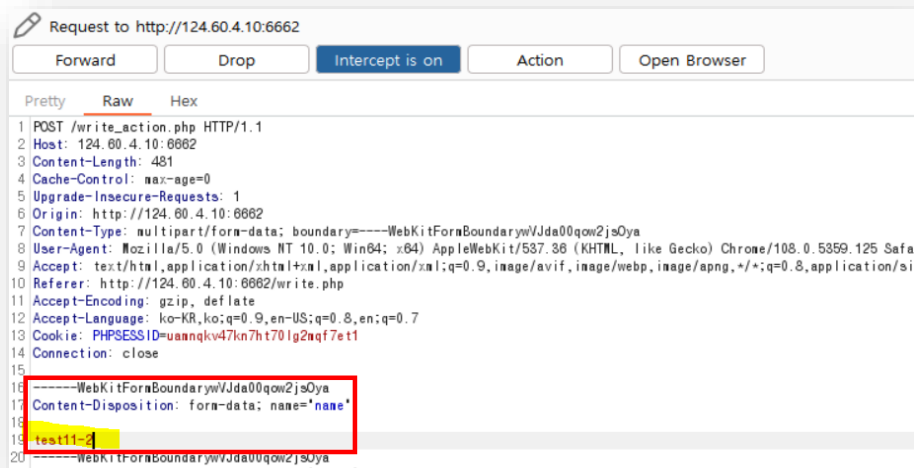 Request to http://124.60.4.10:6662
Forward Drop Intercept is on Action Open Browser
Pretty Raw Hex
1 POST /write_action.php HTTP/1.1
2 Host: 124.60.4.10:6662
3 Content-Length: 481
4 Cache-Control: max-age=0
5 Upgrade-Insecure-Requests: 1
6 Origin: http://124.60.4.10:6662
7 Content-Type: multipart/form-data; boundary=----WebKitFormBoundarywVJda00qow2jsOya
8 User-Agent: Mozilla/5.0 (Windows NT 10.0; Win64; x64) AppleWebKit/537.36 (KHTML, like Gecko) Chrome/108.0.5359.125 Safa
9 Accept: text/html,application/xhtml+xml,application/xml;q=0.9,image/avif,image/webp,image/apng,*/*;q=0.8,application/si
10 Referer: http://124.60.4.10:6662/write.php
11 Accept-Encoding: gzip, deflate
12 Accept-Language: ko-KR,ko;q=0.9,en-US;q=0.8,en;q=0.7
13 Cookie: PHPSESSID=uamnqkv47kn7ht70lg2mqf7et1
14 Connection: close
15
16 ------WebKitFormBoundarywVJda00qow2jsOya
17 Content-Disposition: form-data; name="name"
18
19 test11-2
20 ------WebKitFormBoundarywVJda00qow2jsOya